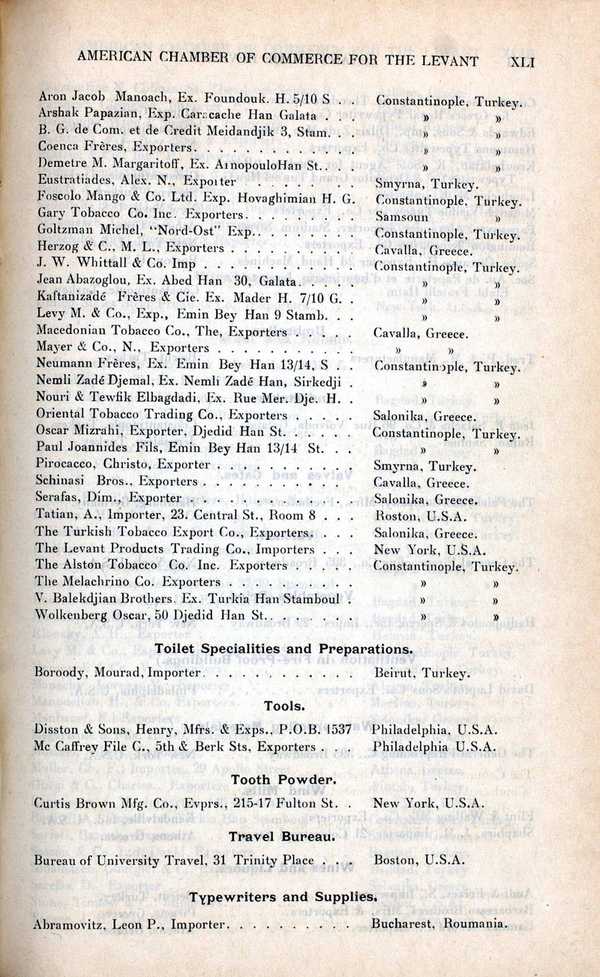 AMERICAN CHAMBER OF COMMERCE FOR THE LEVANT XLI
Aron Jacob Manoach, Ex. Foundouk. H. 5/10 S . . Constantinople, Turkey.
Arshak Papazian, Exp. Carracache Han Galata . . . » »
B. G. de Com. et de Credit Meidandjik 3, Stam. . . » »
Coenca Frères, Exporters. . . . . . . . . . . . » »
Demetre M. Margaritoff, Ex. AmnopouloHan St. . . . » »
Eustratiades, Alex. N., Exporter . . . . . . . Smyrna, Turkey.
Foscolo Mango & Co. Ltd. Exp. Hovaghimian H. G. Constantinople, Turkey.
Gary Tobacco Co. Inc. Exporters. . . . . . . . Samsoun »
Goltzman Michel, "Nord-Ost" Exp. . . . . . . . Constantinople, Turkey.
Herzog & C., M. L., Exporters . . . . . . . . . Cavalla, Greece.
J. W. Whittall & Co. Imp . . . . . . . . . . . Constantinople, Turkey.
Jean Abazoglou, Ex. Abed Han 30, Galata. . . . . » »
Kaftanizadé Frères & Cie. Ex. Mader H. 7/10 G. . » »
Levy M. & Co., Exp., Emin Bey Han 9 Stamb. . . » »
Macedonian Tobacco Co., The, Exporters . . . . . Cavalla, Greece.
Mayer & Co., N., Exporters . . . . . . . . . . » »
Neumann Frères, Ex. Emin Bey Han 13/14, S . . Constantinople, Turkey.
Nemli Zadé Djemal, Ex. Nemli Zadé Han, Sirkedji . » »
Nouri & Tewfik Elbagdadi, Ex. Rue Mer. Dje. H. . » »
Oriental Tobacco Trading Co., Exporters . . . . . Salonika, Greece.
Oscar Mizrahi, Exporter, Djedid Han St. . . . . . Constantinople, Turkey.
Paul Joannides Fils, Emin Bey Han 13/14 St. . . » »
Pirocacco, Christo, Exporter . . . . . . . . . . Smyrna, Turkey.
Schinasi Bros., Exporters . . . . . . . . . . . Cavalla, Greece.
Serafas, Dim., Exporter . . . . . . . . . . . . Salonika, Greece.
Tatian, A., Importer, 23. Central St., Room 8 . . . Roston, U.S.A.
The Turkish Tobacco Export Co., Exporters. . . . Salonika, Greece.
The Levant Products Trading Co., Importers . . . New York, U.S.A.
The Alston Tobacco Co. Inc. Exporters . . . . . Constantinople, Turkey.
The Melachrino Co. Exporters . . . . . . . . . . » »
V. Balekdjian Brothers. Ex. Turkia Han Stamboul . » »
Wolkenberg Oscar, 50 Djedid Han St. . . . . . . » »
Toilet Specialities and Preparations.
Boroody, Mourad, Importer. . . . . . . . . . . Beirut, Turkey.
Tools.
Disston & Sons, Henry, Mfrs. & Exps., P.O.B. 1537 Philadelphia, U.S.A.
Mc Caffrey File C., 5th & Berk Sts, Exporters . . . Philadelphia U.S.A.
Tooth Powder.
Curtis Brown Mfg. Co., Evprs., 215-17 Fulton St. . New York, U.S.A.
Travel Bureau.
Bureau of University Travel, 31 Trinity Place . . . Boston, U.S.A.
Typewriters and Supplies.
Abramovitz, Leon P., Importer. . . . . . . . . . Bucharest, Roumania.